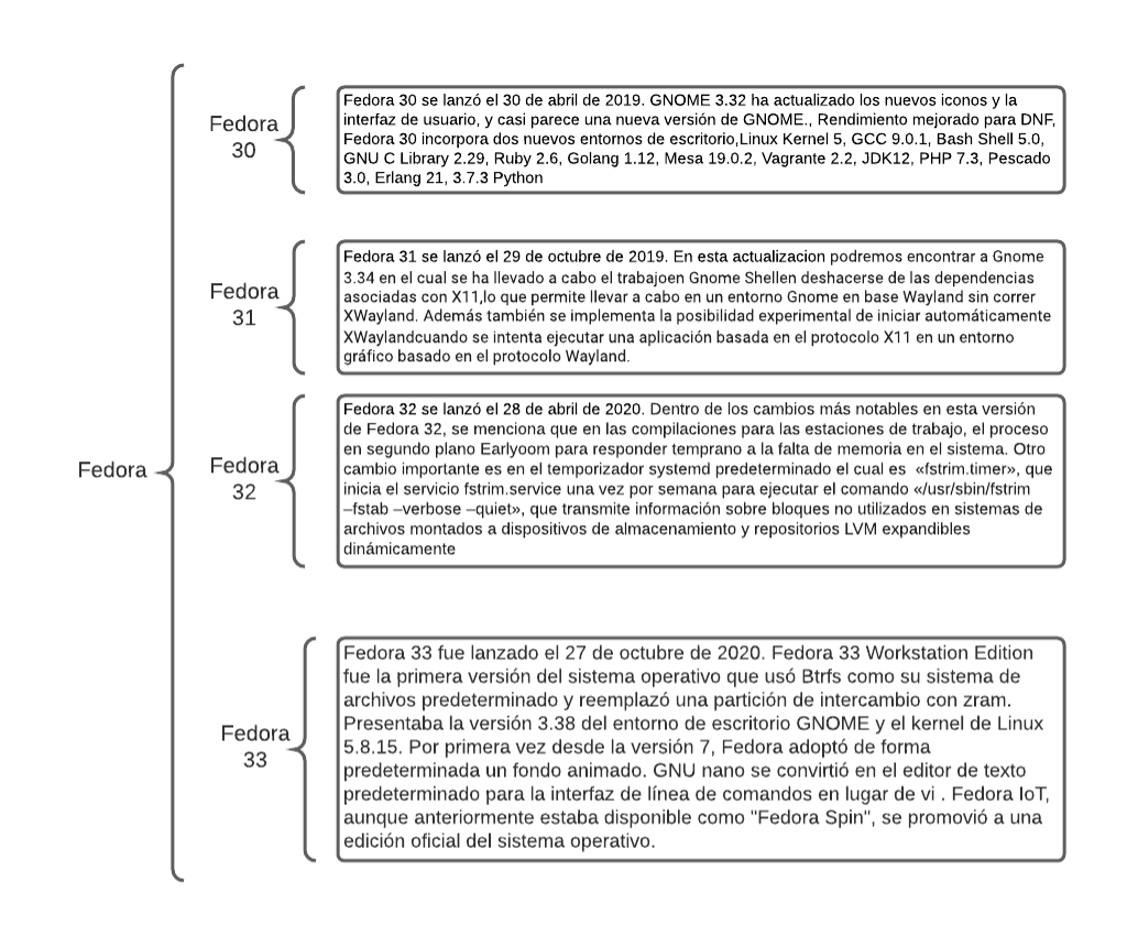 Fedora
Fedora
30
Fedora 30 se lanzó el 30 de abril de 2019. GNOME 3.32 ha actualizado los nuevos iconos y la
interfaz de usuario, y casi parece una nueva versión de GNOME., Rendimiento mejorado para DNF,
Fedora 30 incorpora dos nuevos entornos de escritorio,Linux Kernel 5, GCC 9.0.1, Bash Shell 5.0,
GNU C Library 2.29, Ruby 2.6, Golang 1.12, Mesa 19.0.2, Vagrante 2.2, JDK12, PHP 7.3, Pescado
3.0, Erlang 21, 3.7.3 Python
Fedora
31
Fedora 31 se lanzó el 29 de octubre de 2019. En esta actualizacion podremos encontrar a Gnome
3.34 en el cual se ha llevado a cabo el trabajoen Gnome Shellen deshacerse de las dependencias
asociadas con X11,lo que permite llevar a cabo en un entorno Gnome en base Wayland sin correr
XWayland. Además también se implementa la posibilidad experimental de iniciar automáticamente
XWaylandcuando se intenta ejecutar una aplicación basada en el protocolo X11 en un entorno
gráfico basado en el protocolo Wayland.
Fedora
32
Fedora 32 se lanzó el 28 de abril de 2020. Dentro de los cambios más notables en esta versión
de Fedora 32, se menciona que en las compilaciones para las estaciones de trabajo, el proceso
en segundo plano Earlyoom para responder temprano a la falta de memoria en el sistema. Otro
cambio importante es en el temporizador systemd predeterminado el cual es «fstrim.timer», que
inicia el servicio fstrim.service una vez por semana para ejecutar el comando «/usr/sbin/fstrim
–fstab –verbose –quiet», que transmite información sobre bloques no utilizados en sistemas de
archivos montados a dispositivos de almacenamiento y repositorios LVM expandibles
dinámicamente
Fedora
33
Fedora 33 fue lanzado el 27 de octubre de 2020. Fedora 33 Workstation Edition
fue la primera versión del sistema operativo que usó Btrfs como su sistema de
archivos predeterminado y reemplazó una partición de intercambio con zram.
Presentaba la versión 3.38 del entorno de escritorio GNOME y el kernel de Linux
5.8.15. Por primera vez desde la versión 7, Fedora adoptó de forma
predeterminada un fondo animado. GNU nano se convirtió en el editor de texto
predeterminado para la interfaz de línea de comandos en lugar de vi . Fedora IoT,
aunque anteriormente estaba disponible como "Fedora Spin", se promovió a una
edición oficial del sistema operativo.